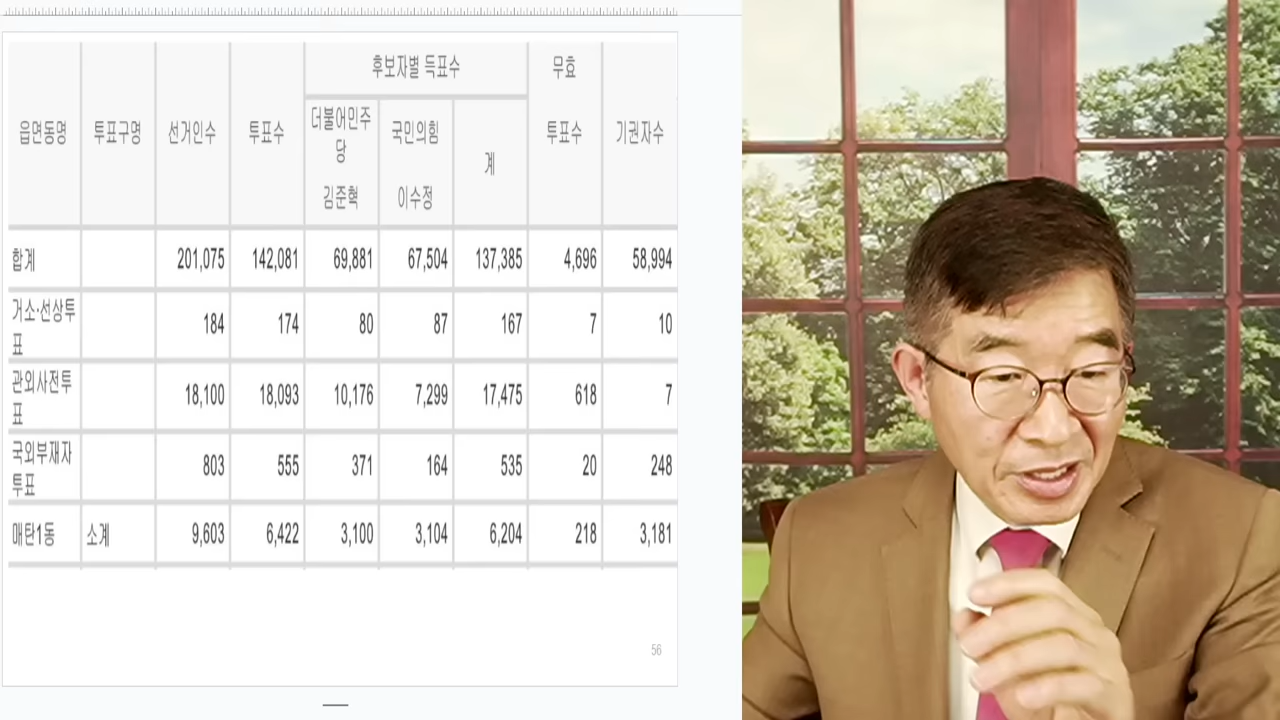 후보자별 득표수
무효
읍면동명 투표구명 선거인수 투표수 투표수 기권자수
더불어민주
당
김준혁
국민의힘
이수정
계
합계 201,075 142,081 69,881 67,504 137,385 4,696 58,994
거소·선상투
표 184 174 80 87 167 7 10
관외사전투
표 18,100 18,093 10,176 7,299 17,475 618 7
국외부재자
투표 803 555 371 164 535 20 248
매탄1동 소계 9,603 6,422 3,100 3,104 6,204 218 3,181
56